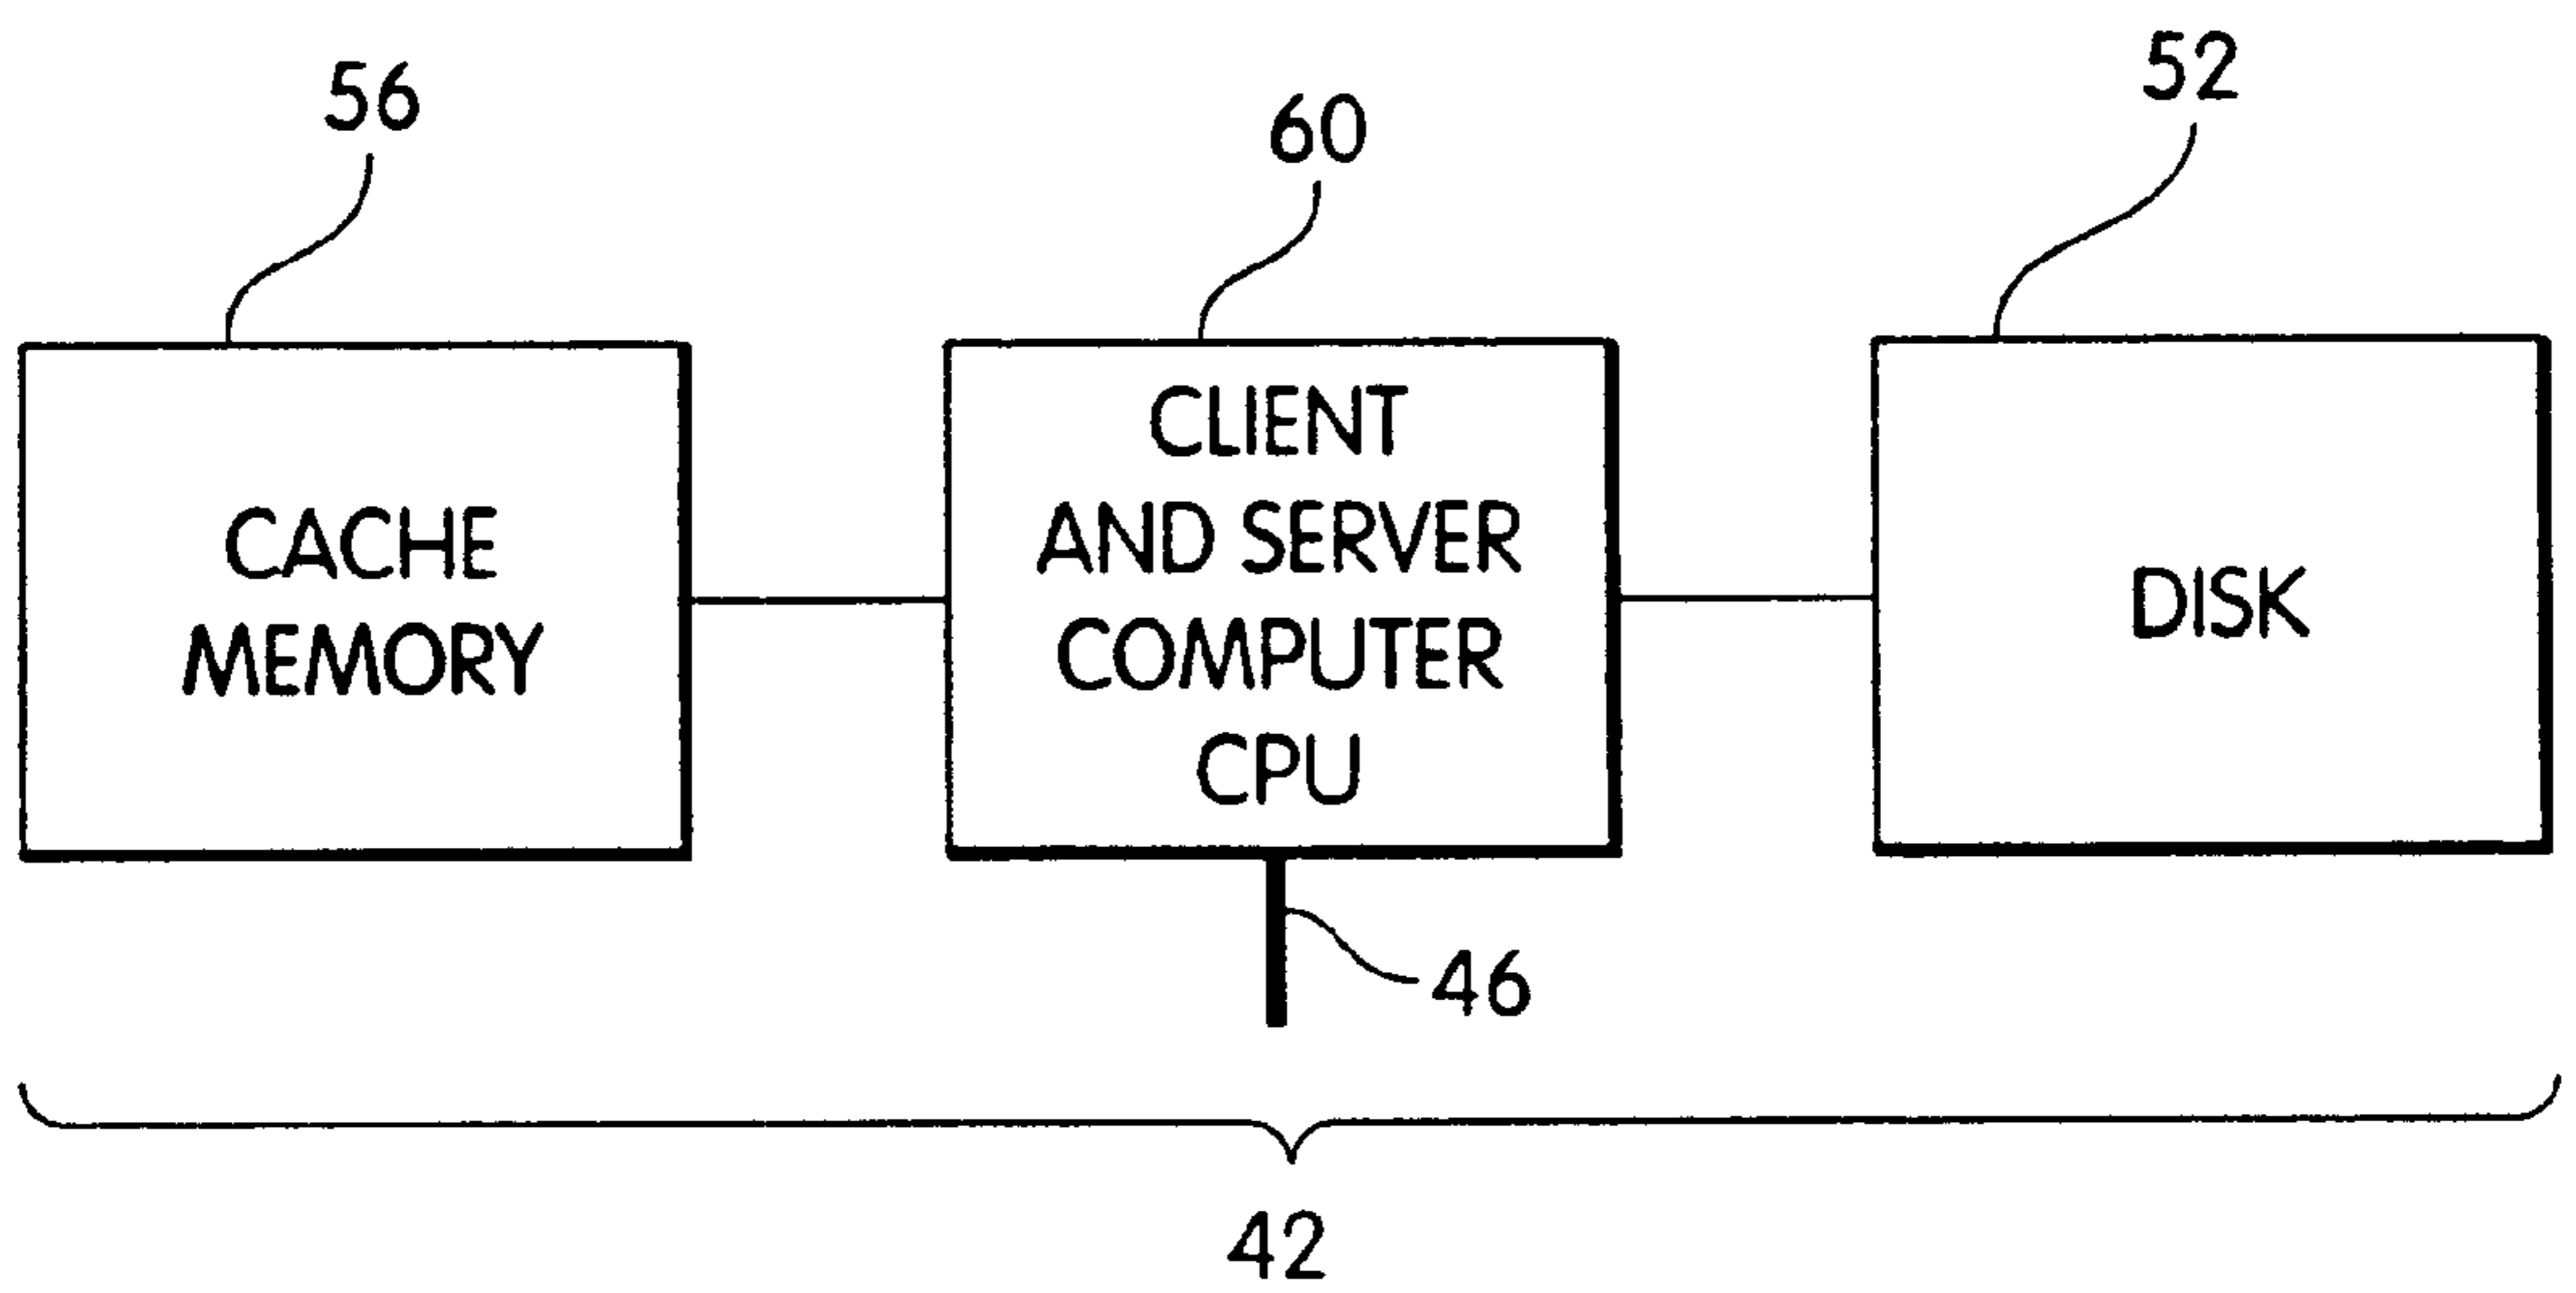 56
60
52
CACHE
MEMORY
CLIENT
AND SERVER
COMPUTER
CPU
DISK
46
42